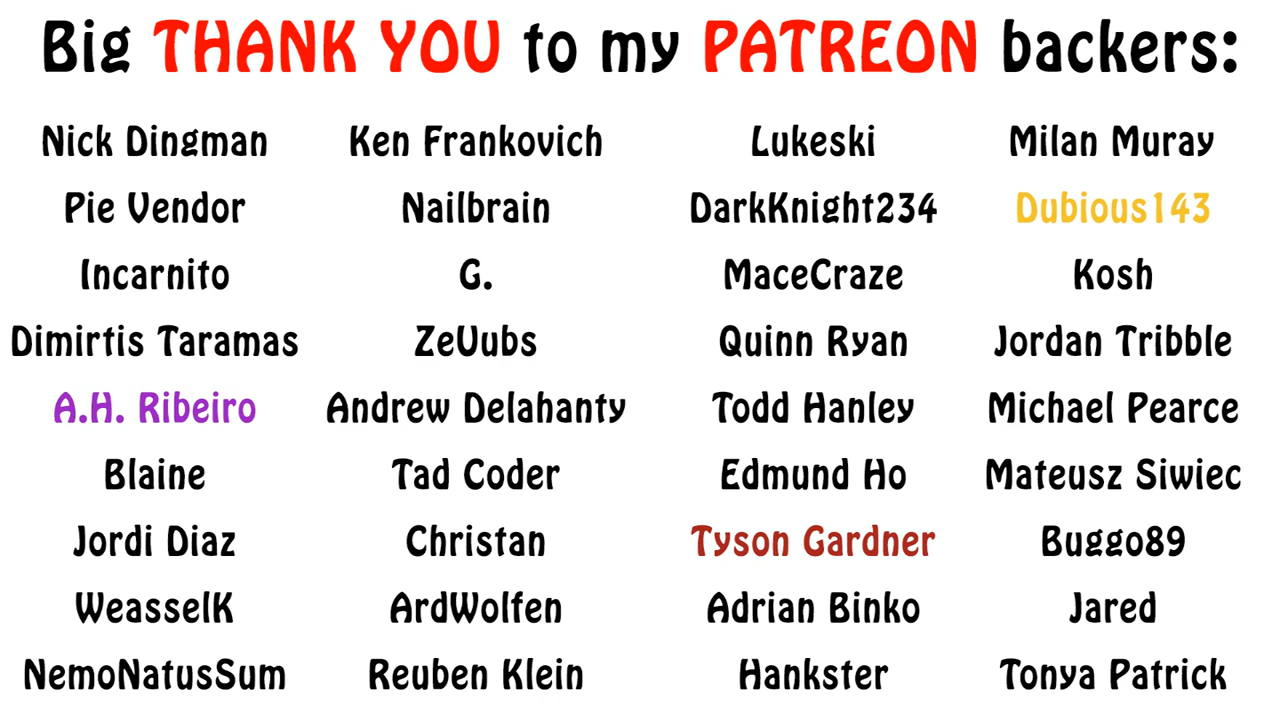 Big THANK YOU to my PATREON backers:
Nick Dingman Ken Frankovich Lukeski Milan Muray
Pie Vendor Nailbrain DarkKnight234 Dubious143
Incarnito G. MaceCraze Kosh
Dimirtis Taramas ZeVubs Quinn Ryan Jordan Tribble
A.H. Ribeiro Andrew Delahanty Todd Hanley Michael Pearce
Blaine Tad Coder Edmund Ho Mateusz Siwiec
Jordi Diaz Christan Tyson Gardner Buggo89
WeasselK ArdWolfen Adrian Binko Jared
NemoNatusSum Reuben Klein Hankster Tonya Patrick